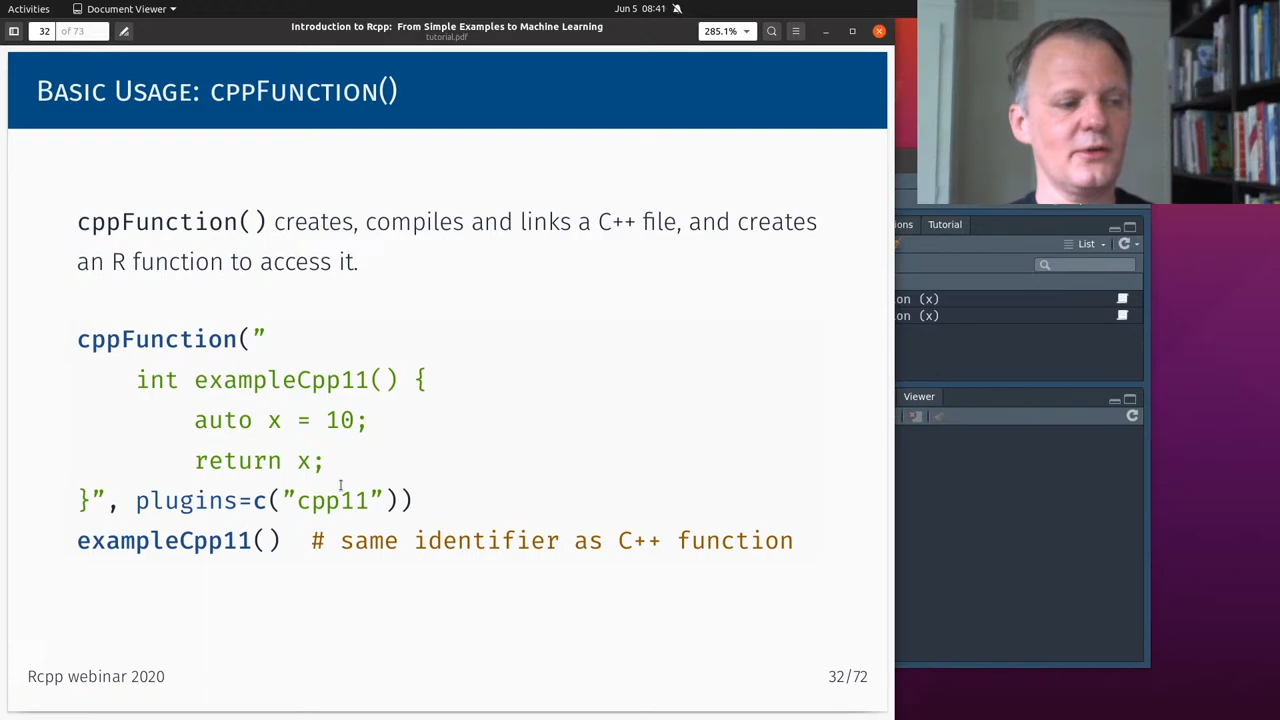 Activities
Document Viewer
Jun 5 08:41
32
of 73
Introduction to Rcpp: From Simple Examples to Machine Learning
tutorial.pdf
285.1%
BASIC USAGE: CPPFUNCTION()
cppFunction() creates, compiles and links a C++ file, and creates
an R function to access it.
cppFunction("
int exampleCpp11() {
auto x = 10;
return x;
}", plugins=c("cpp11"))
exampleCpp11() # same identifier as C++ function
Rcpp webinar 2020
32/72
ons
Tutorial
List
on (x)
on (x)
Viewer